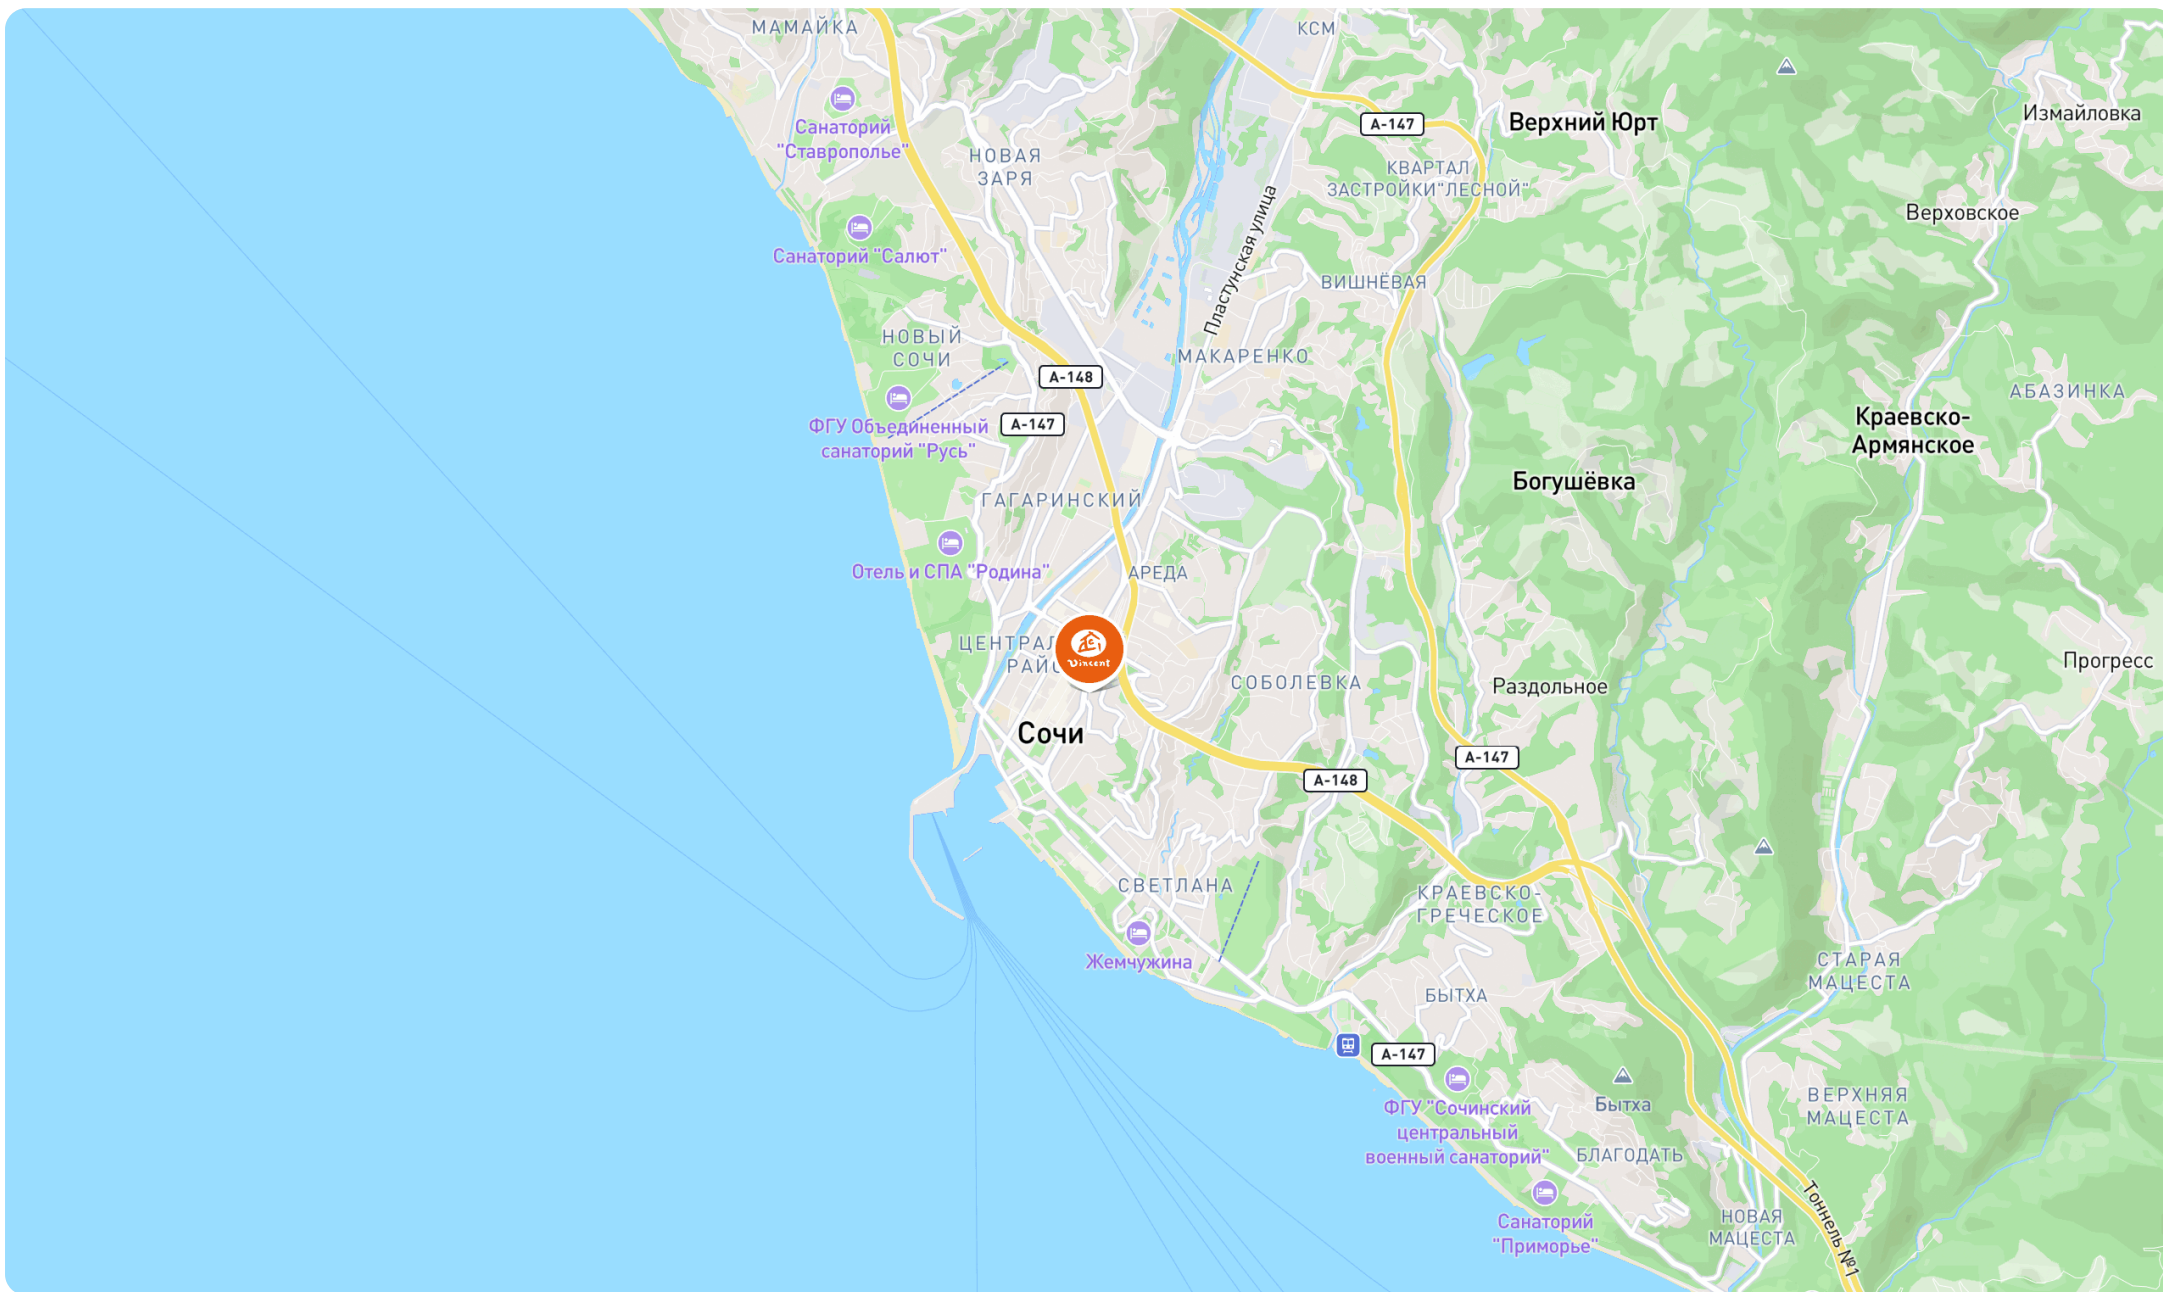 МАМАЙКА
КСМ
Санаторий
"Ставрополье"
НОВАЯ
ЗАРЯ
А-147
Верхний Юрт
Измайловка
КВАРТАЛ
ЗАСТРОЙКИ"ЛЕСНОЙ"
Верховское
Санаторий "Салют"
Пластунская улица
ВИШНЁВАЯ
НОВЫЙ
СОЧИ
МАКАРЕНКО
А-148
АБАЗИНКА
ФГУ Объединенный
санаторий "Русь"
А-147
Краевско-
Армянское
Богушёвка
ГАГАРИНСКИЙ
Отель и СПА "Родина"
АРЕДА
ЦЕНТРАЛ
РАЙО
Vincent
СОБОЛЕВКА
Раздольное
Прогресс
Сочи
А-148
А-147
СВЕТЛАНА
КРАЕВСКО-
ГРЕЧЕСКОЕ
Жемчужина
СТАРАЯ
МАЦЕСТА
БЫТХА
А-147
ФГУ "Сочинский
центральный
военный санаторий"
Бытха
ВЕРХНЯЯ
МАЦЕСТА
БЛАГОДАТЬ
Санаторий
"Приморье"
НОВАЯ
МАЦЕСТА
Тоннель №1